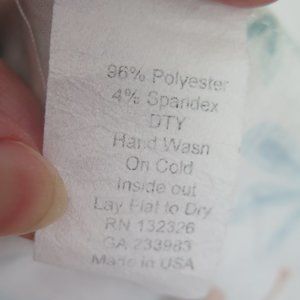 96% Polyester
4% Spandex
DTY
Hand Wash
On Cold
Inside out
Lay Flat to Dry
RN 132326
CA 233983
Made in USA